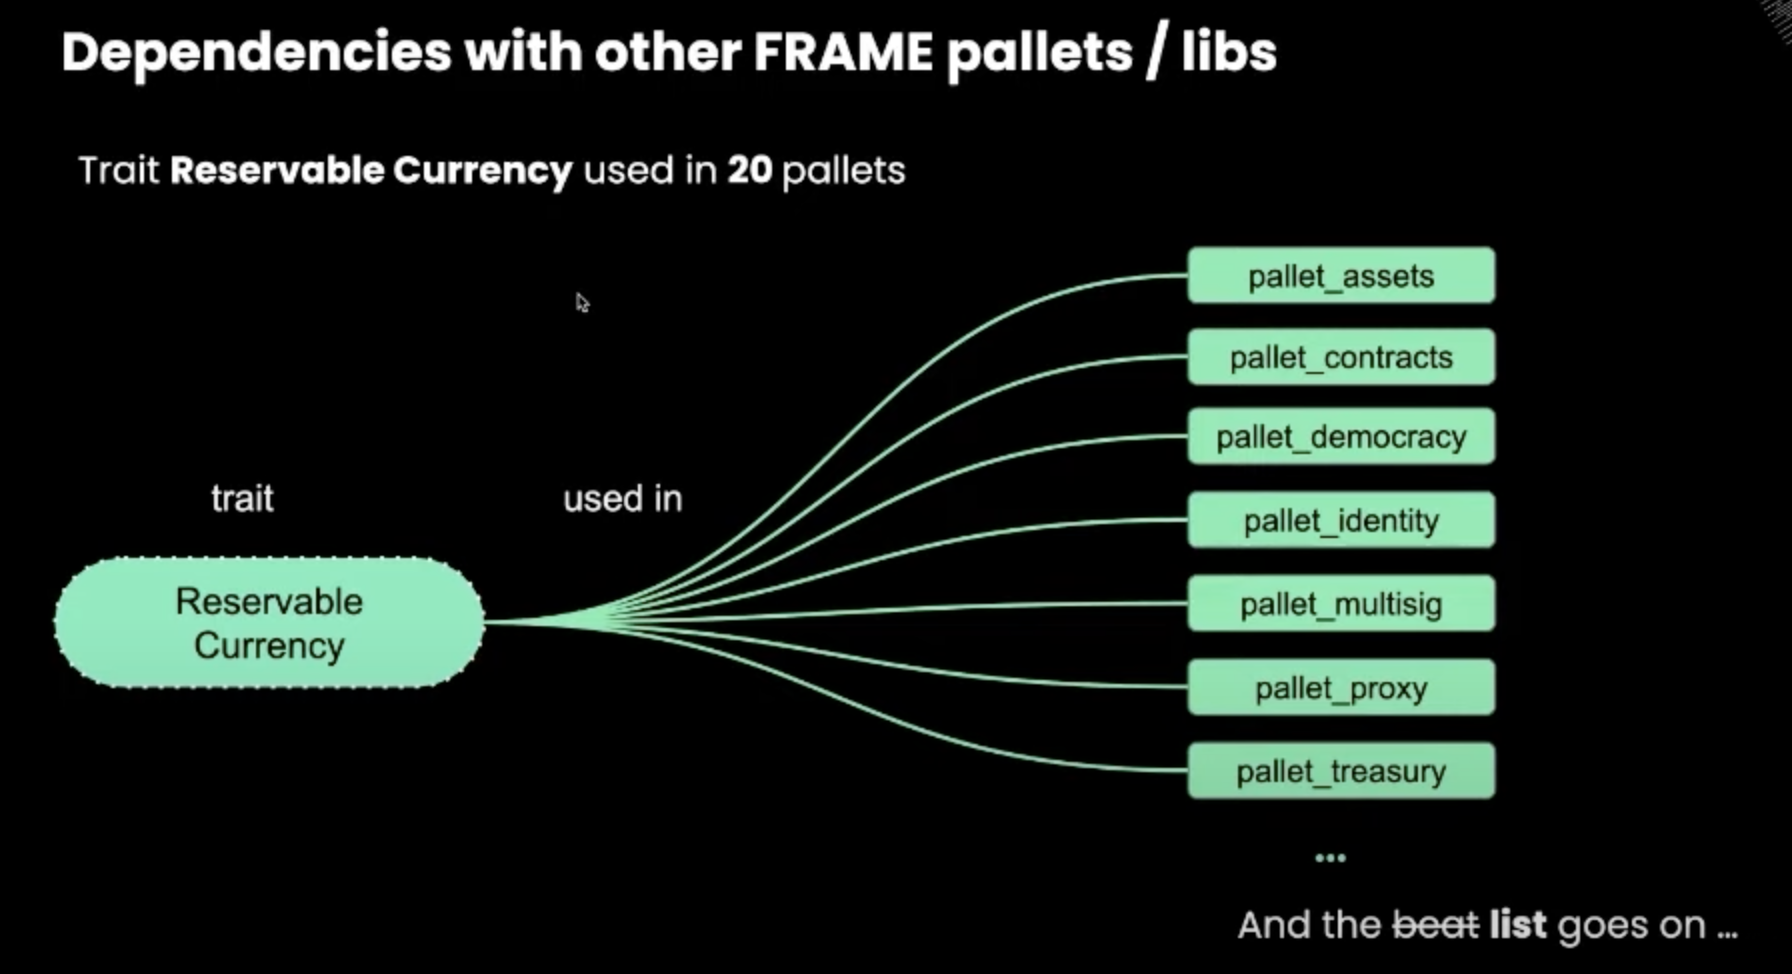 Dependencies with other FRAME pallets / libs
Trait Reservable Currency used in 20 pallets
trait
used in
Reservable
Currency
pallet_assets
pallet_contracts
pallet_democracy
pallet_identity
pallet_multisig
pallet_proxy
pallet_treasury
...
And the beat list goes on ...